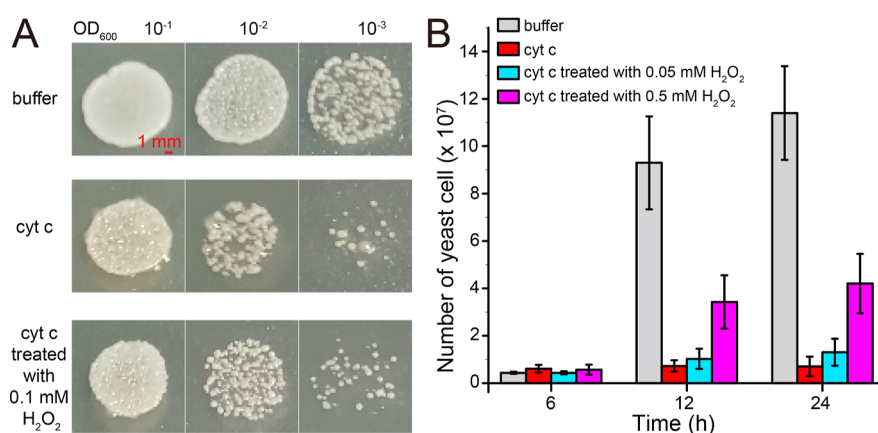 A
OD600 10-1 10-2 10-3
buffer
1 mm
cyt c
cyt c
treated
with
0.1 mM
H2O2
B
buffer
cyt c
cyt c treated with 0.05 mM H2O2
cyt c treated with 0.5 mM H2O2
Number of yeast cell (x 10⁷)
14
12
10
8
6
4
2
0
6 12 24
Time (h)